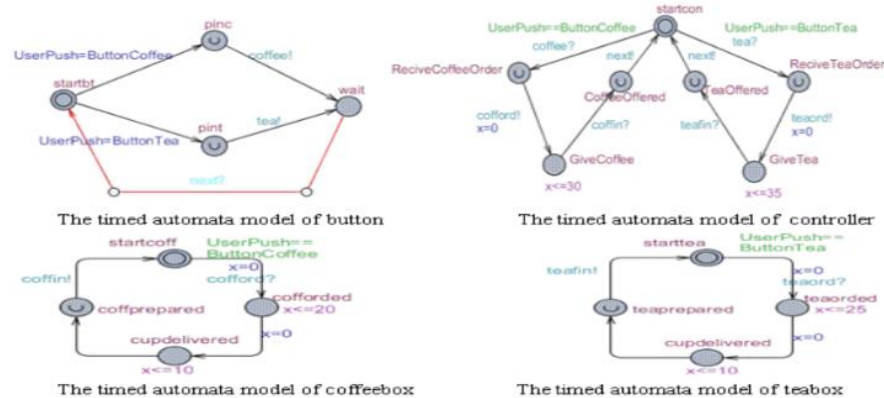 pinc
UserPush=ButtonCoffee
coffee!
startbt
wait
UserPush=ButtonTea
pint
tea!
next?
The timed automata model of button
startcon
UserPush==ButtonCoffee
UserPush==ButtonTea
coffee?
next!
next!
tea?
ReciveCoffeeOrder
ReciveTeaOrder
CoffeeOffered
TeaOffered
cofford?
x=0
coffin?
teafin?
teaord!
x=0
GiveCoffee
x<=30
GiveTea
x<=35
The timed automata model of controller
startcoff
UserPush==
ButtonCoffee
x=0
cofford?
coffin!
coffprepared
cofforded
x<=20
x=0
cupdelivered
x<=10
The timed automata model of coffeebox
starttea
UserPush==
ButtonTea
x=0
teaord?
teafin!
teaprepared
teaorded
x<=25
x=0
cupdelivered
x<=10
The timed automata model of teabox